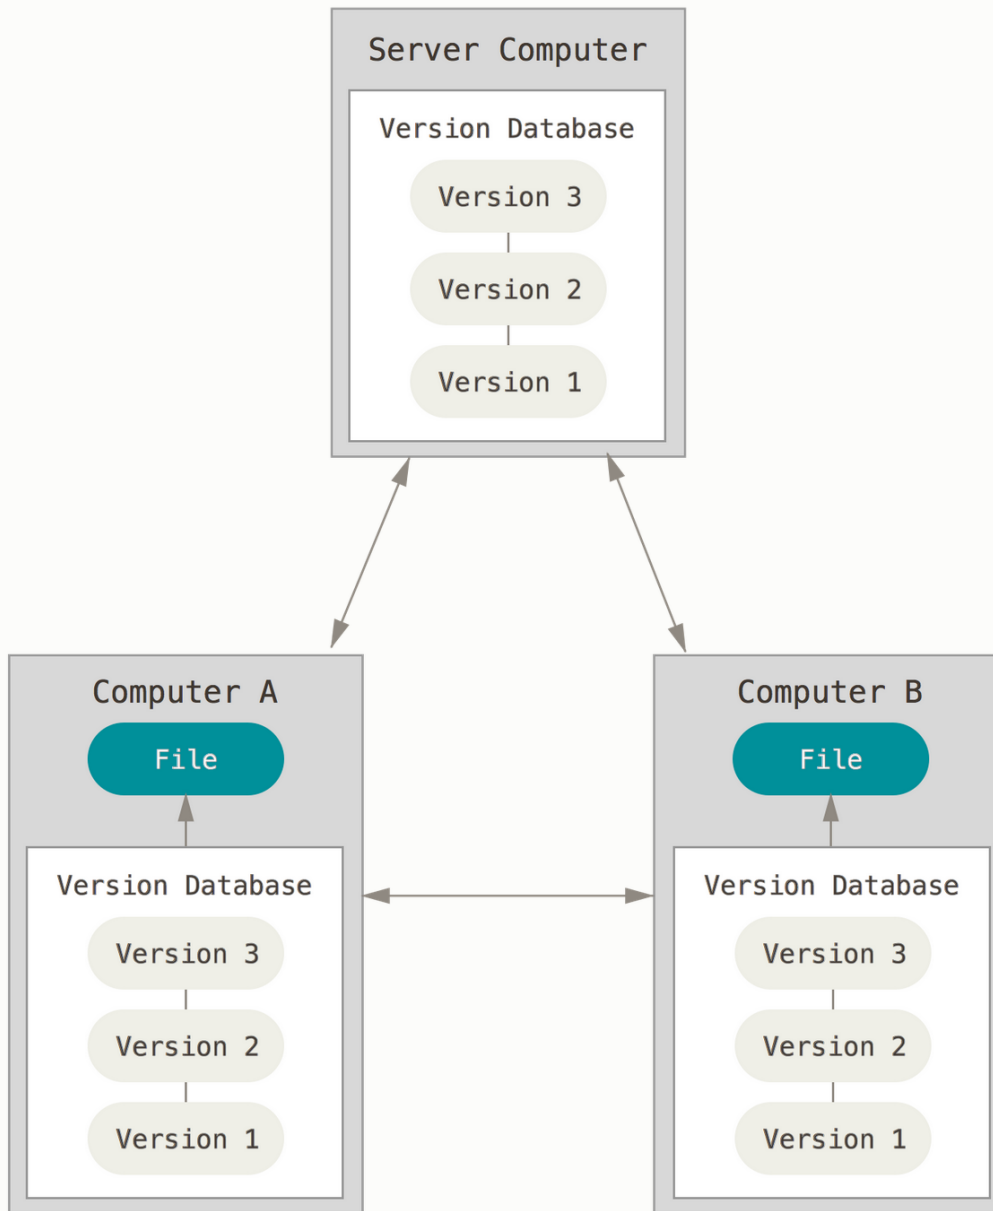 Server Computer
Version Database
Version 3
Version 2
Version 1
Computer A
File
Version Database
Version 3
Version 2
Version 1
Computer B
File
Version Database
Version 3
Version 2
Version 1